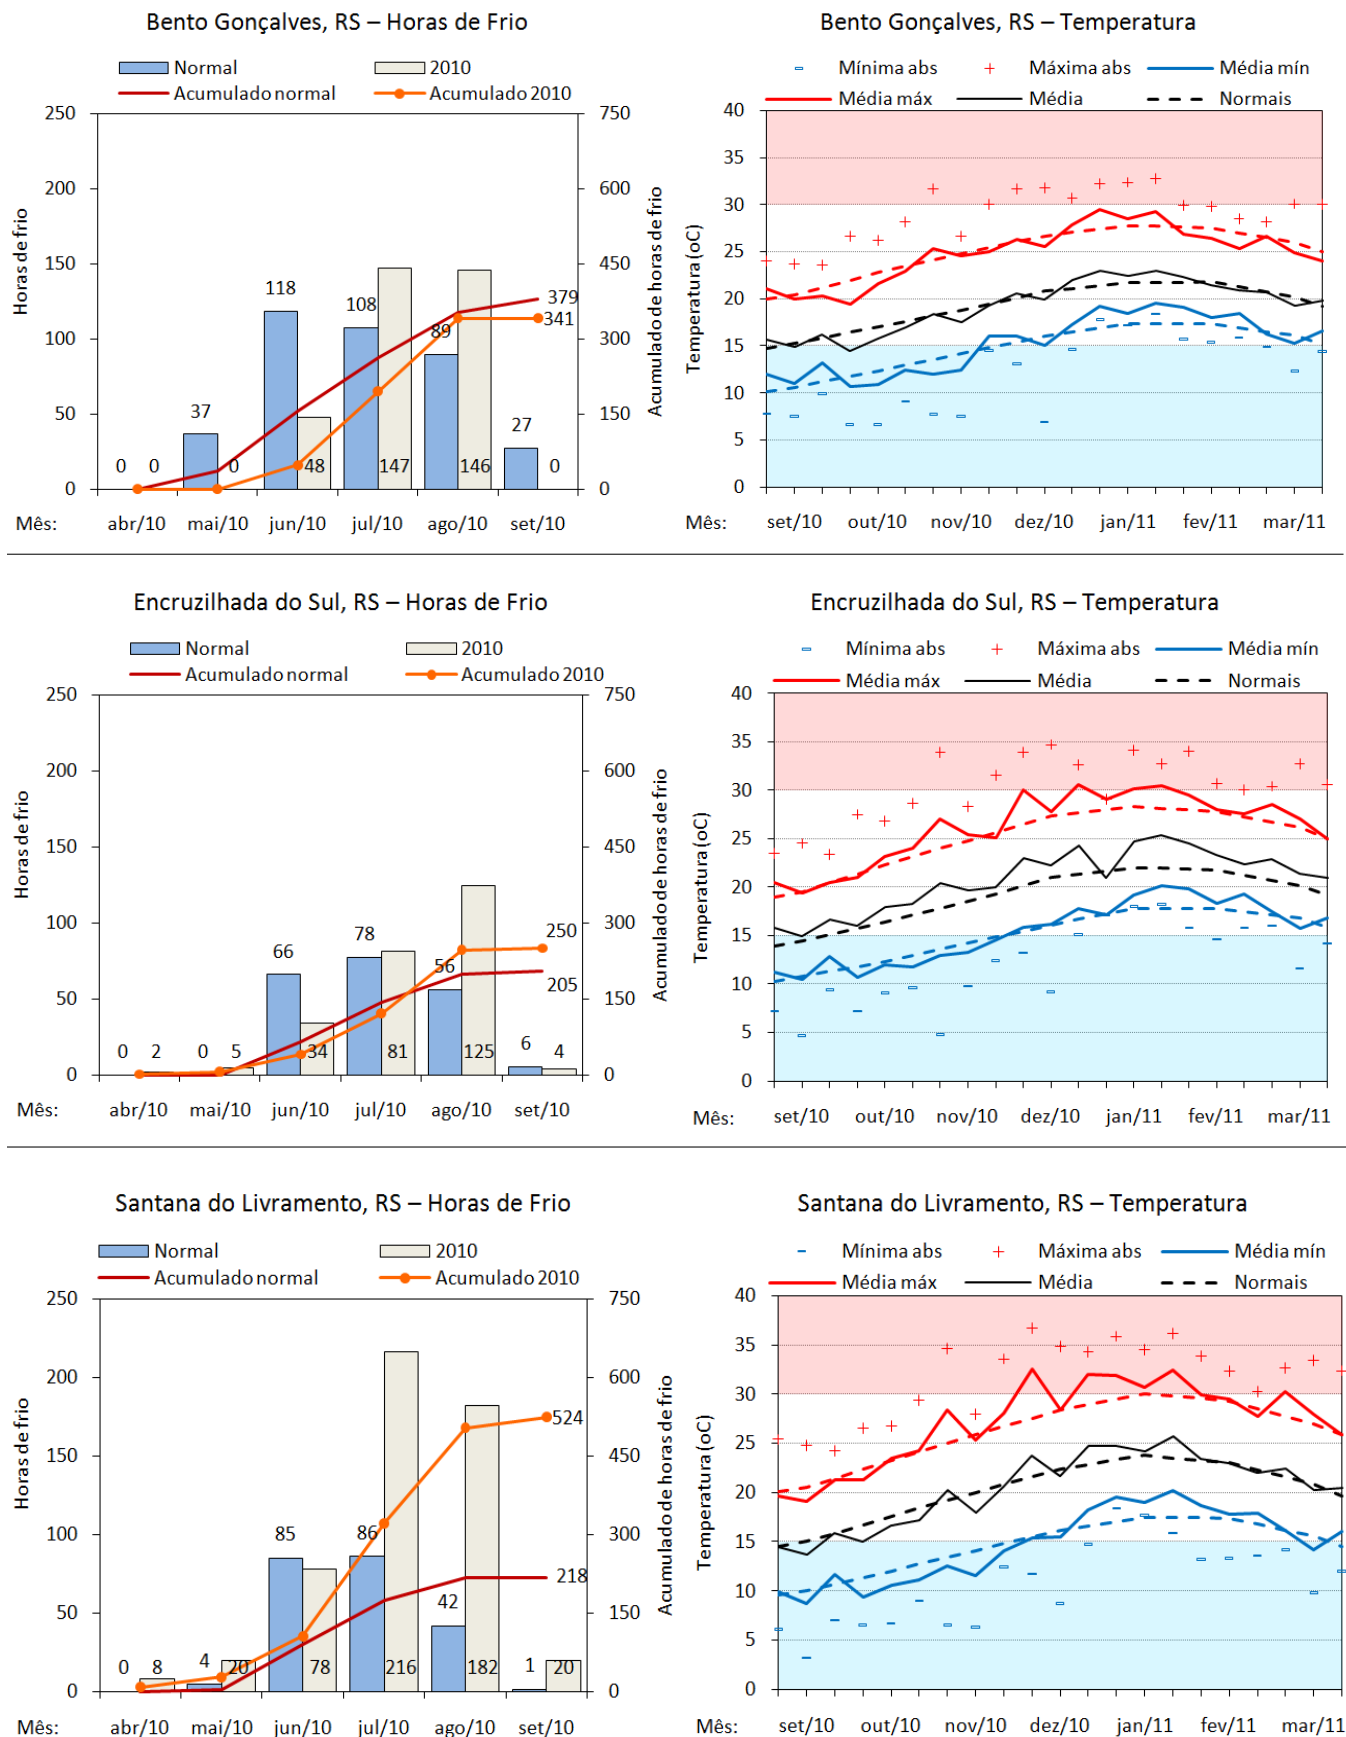 Bento Gonçalves, RS – Horas de Frio
Normal 2010
Acumulado normal Acumulado 2010
250 750
200 600
150 450
100 300
50 150
0 0
Horas de frio
Acumulado de horas de frio
0 0 37 0 118 48 108 147 89 146 27 0
379
341
Mês: abr/10 mai/10 jun/10 jul/10 ago/10 set/10
Bento Gonçalves, RS – Temperatura
Mínima abs Máxima abs Média mín
Média máx Média Normais
40
35
30
25
20
15
10
5
0
Temperatura (oC)
Mês: set/10 out/10 nov/10 dez/10 jan/11 fev/11 mar/11
Encruzilhada do Sul, RS – Horas de Frio
Normal 2010
Acumulado normal Acumulado 2010
250 750
200 600
150 450
100 300
50 150
0 0
Horas de frio
Acumulado de horas de frio
0 2 0 5 66 34 78 81 56 125 6 4
250
205
Mês: abr/10 mai/10 jun/10 jul/10 ago/10 set/10
Encruzilhada do Sul, RS – Temperatura
Mínima abs Máxima abs Média mín
Média máx Média Normais
40
35
30
25
20
15
10
5
0
Temperatura (oC)
Mês: set/10 out/10 nov/10 dez/10 jan/11 fev/11 mar/11
Santana do Livramento, RS – Horas de Frio
Normal 2010
Acumulado normal Acumulado 2010
250 750
200 600
150 450
100 300
50 150
0 0
Horas de frio
Acumulado de horas de frio
0 8 4 20 85 78 86 216 42 182 1 20
524
218
Mês: abr/10 mai/10 jun/10 jul/10 ago/10 set/10
Santana do Livramento, RS – Temperatura
Mínima abs Máxima abs Média mín
Média máx Média Normais
40
35
30
25
20
15
10
5
0
Temperatura (oC)
Mês: set/10 out/10 nov/10 dez/10 jan/11 fev/11 mar/11